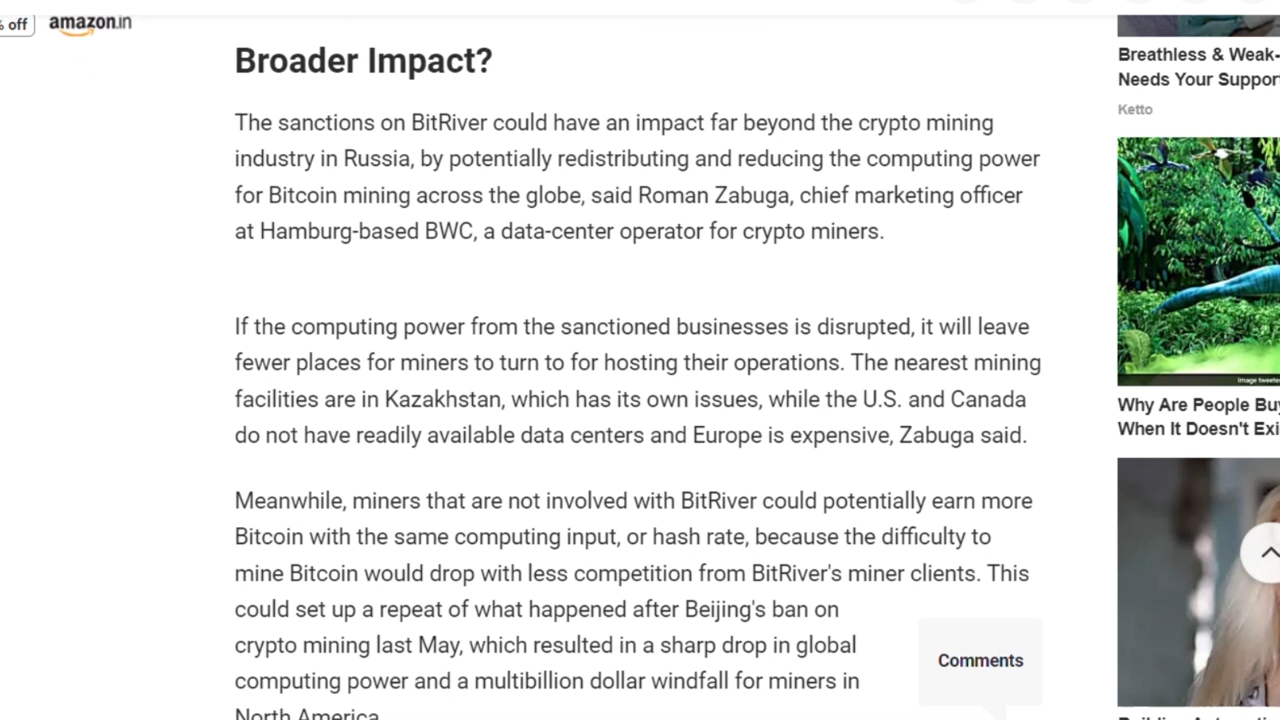 % off amazon.in
Broader Impact?
The sanctions on BitRiver could have an impact far beyond the crypto mining
industry in Russia, by potentially redistributing and reducing the computing power
for Bitcoin mining across the globe, said Roman Zabuga, chief marketing officer
at Hamburg-based BWC, a data-center operator for crypto miners.
If the computing power from the sanctioned businesses is disrupted, it will leave
fewer places for miners to turn to for hosting their operations. The nearest mining
facilities are in Kazakhstan, which has its own issues, while the U.S. and Canada
do not have readily available data centers and Europe is expensive, Zabuga said.
Meanwhile, miners that are not involved with BitRiver could potentially earn more
Bitcoin with the same computing input, or hash rate, because the difficulty to
mine Bitcoin would drop with less competition from BitRiver's miner clients. This
could set up a repeat of what happened after Beijing's ban on
crypto mining last May, which resulted in a sharp drop in global
computing power and a multibillion dollar windfall for miners in
North America.
Comments
Breathless & Weak-
Needs Your Suppor
Ketto
Image tweete
Why Are People Bu
When It Doesn't Exi